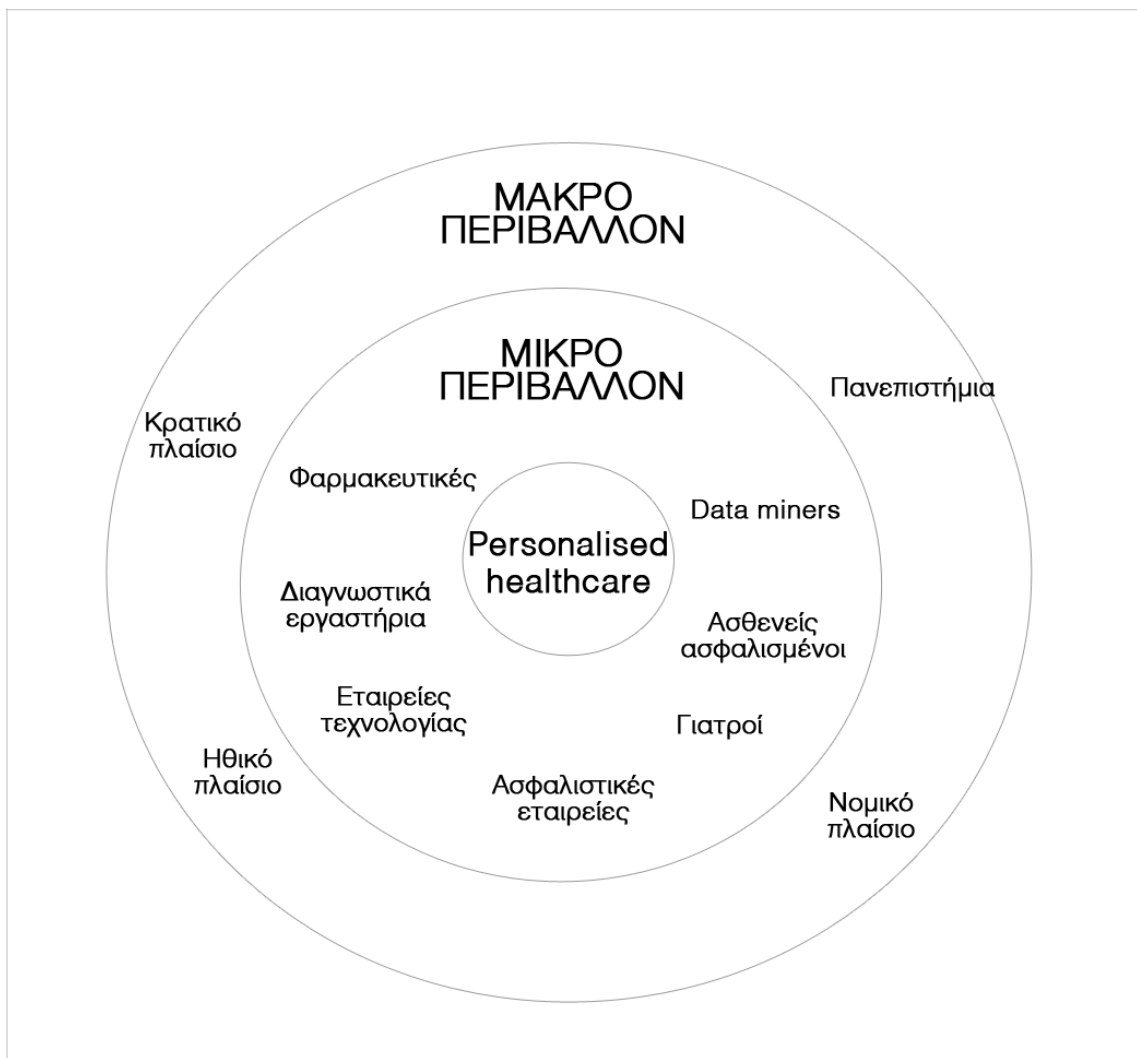 ΜΑΚΡΟ
ΠΕΡΙΒΑΛΛΟΝ
ΜΙΚΡΟ
ΠΕΡΙΒΑΛΛΟΝ
Πανεπιστήμια
Κρατικό
πλαίσιο
Φαρμακευτικές
Data miners
Personalised
healthcare
Διαγνωστικά
εργαστήρια
Ασθενείς
ασφαλισμένοι
Εταιρείες
τεχνολογίας
Γιατροί
Ηθικό
πλαίσιο
Ασφαλιστικές
εταιρείες
Νομικό
πλαίσιο